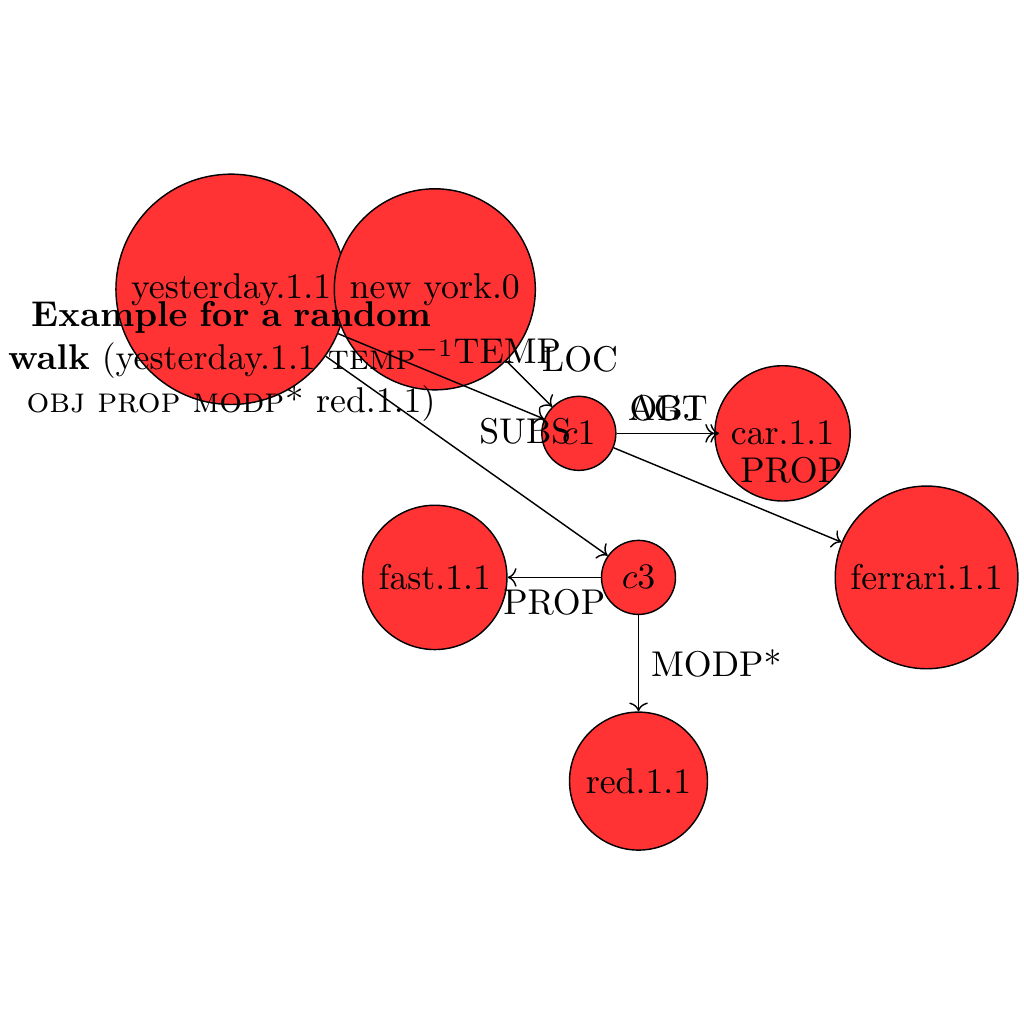 yesterday.1.1
new york.0
Example for a random
walk (yesterday.1.1 TEMP⁻¹
OBJ PROP MODP* red.1.1)
TEMP
LOC
SUBS
c1
OBJ
AGT
car.1.1
PROP
fast.1.1
PROP
c3
ferrari.1.1
MODP*
red.1.1